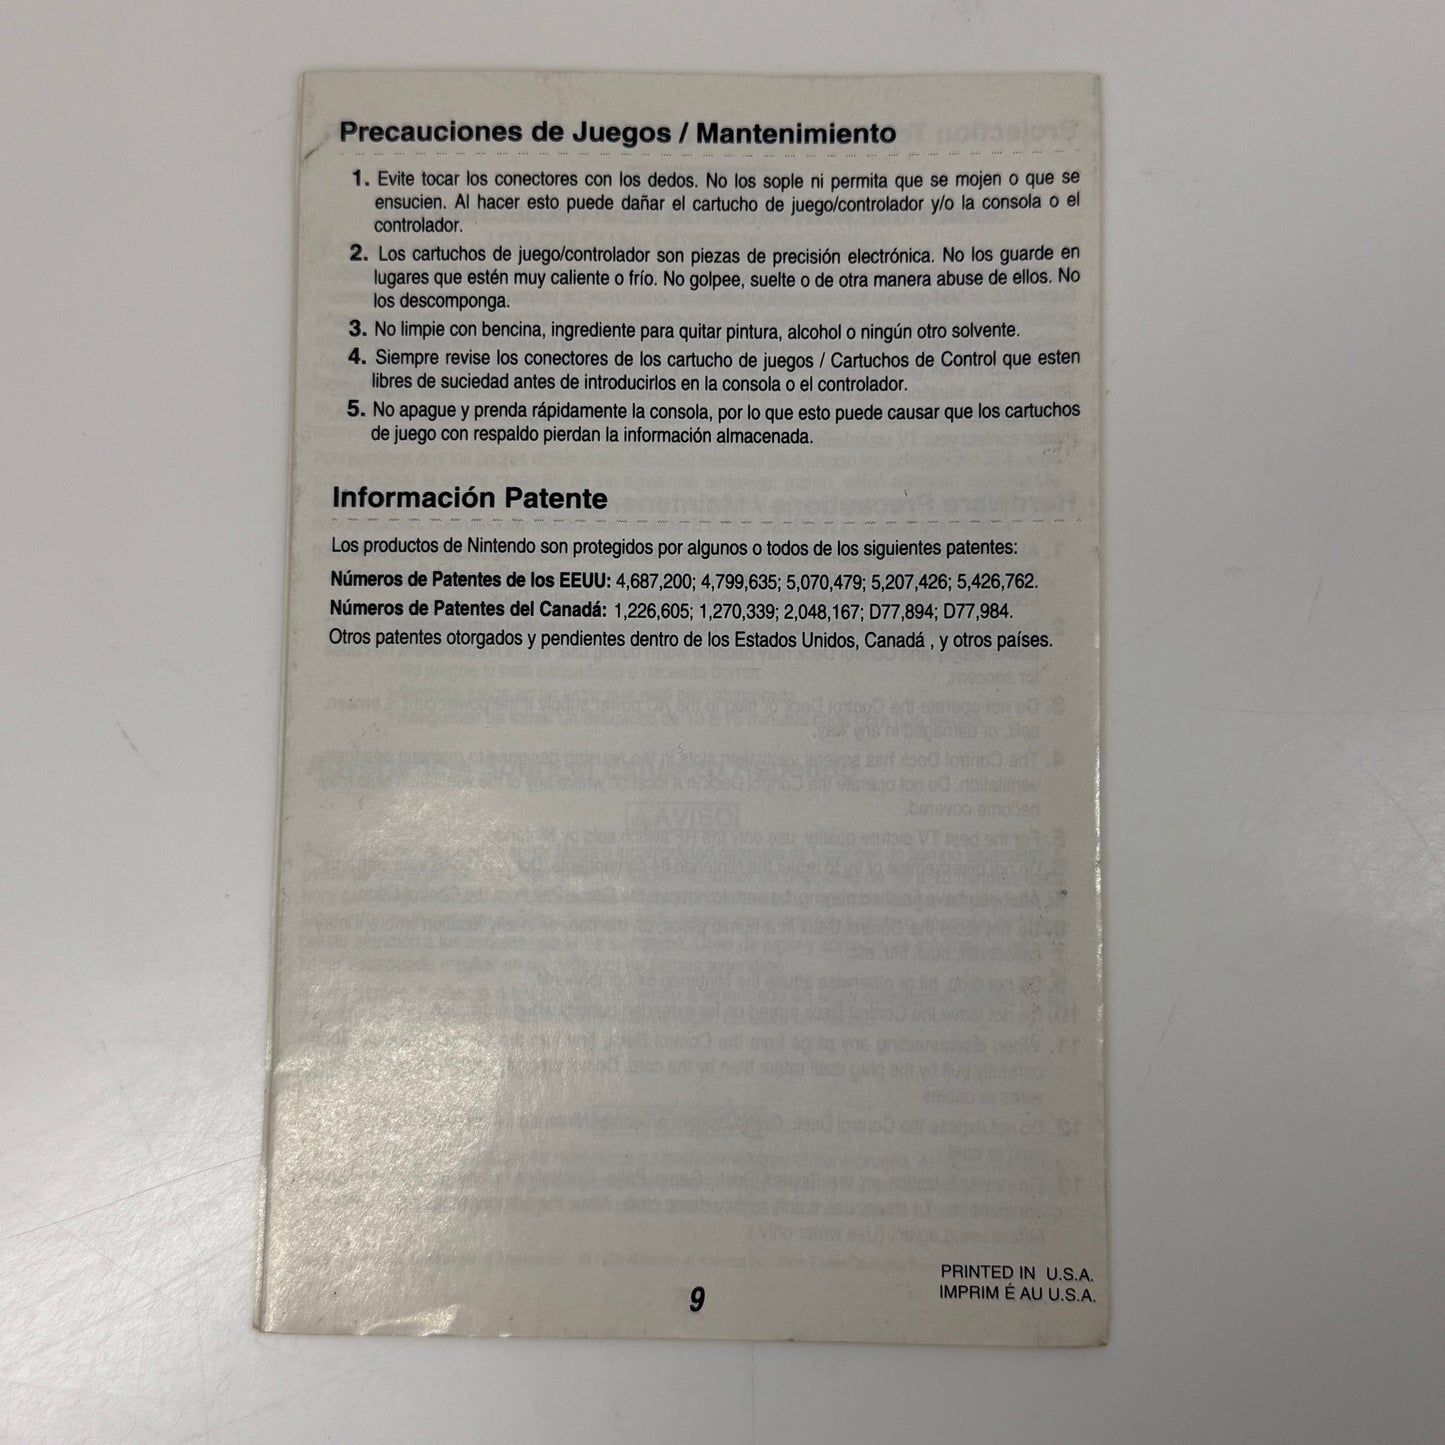 Precauciones de Juegos / Mantenimiento
1. Evite tocar los conectores con los dedos. No los sople ni permita que se mojen o que se
ensucien. Al hacer esto puede dañar el cartucho de juego/controlador y/o la consola o el
controlador.
2. Los cartuchos de juego/controlador son piezas de precisión electrónica. No los guarde en
lugares que estén muy caliente o frío. No golpee, suelte o de otra manera abuse de ellos. No
los descomponga.
3. No limpie con bencina, ingrediente para quitar pintura, alcohol o ningún otro solvente.
4. Siempre revise los conectores de los cartucho de juegos / Cartuchos de Control que esten
libres de suciedad antes de introducirlos en la consola o el controlador.
5. No apague y prenda rápidamente la consola, por lo que esto puede causar que los cartuchos
de juego con respaldo pierdan la información almacenada.
Información Patente
Los productos de Nintendo son protegidos por algunos o todos de los siguientes patentes:
Números de Patentes de los EEUU: 4,687,200; 4,799,635; 5,070,479; 5,207,426; 5,426,762.
Números de Patentes del Canadá: 1,226,605; 1,270,339; 2,048,167; D77,894; D77,984.
Otros patentes otorgados y pendientes dentro de los Estados Unidos, Canadá , y otros países.
9
PRINTED IN U.S.A.
IMPRIM É AU U.S.A.